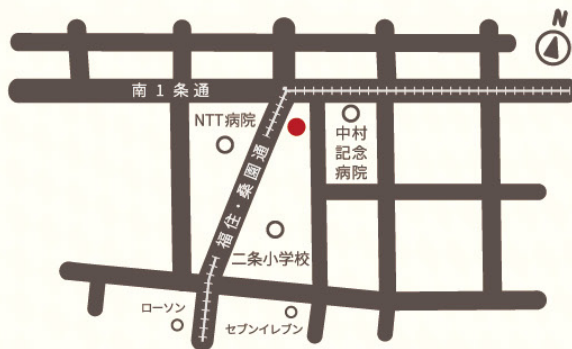 N
南1条通
NTT病院
中村
記念
病院
福住・桑園通
二条小学校
ローソン
セブンイレブン